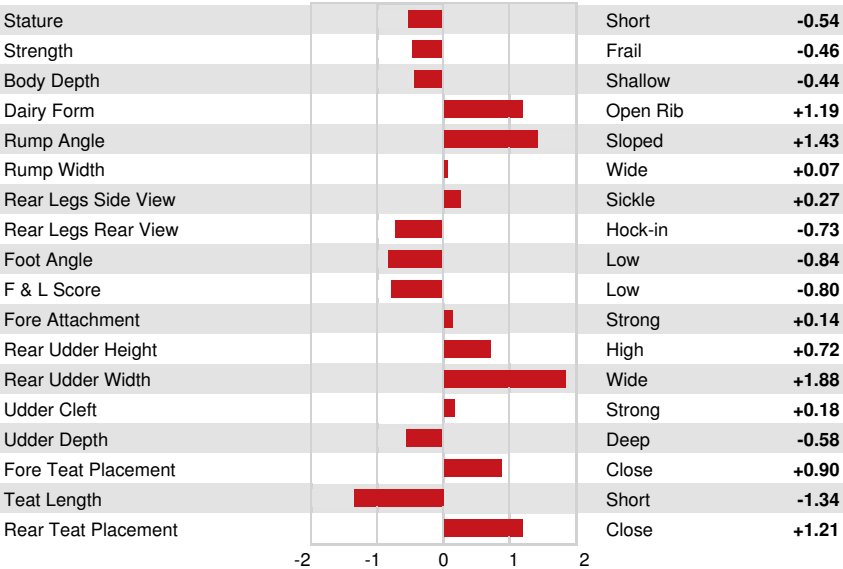 Stature Short -0.54
Strength Frail -0.46
Body Depth Shallow -0.44
Dairy Form Open Rib +1.19
Rump Angle Sloped +1.43
Rump Width Wide +0.07
Rear Legs Side View Sickle +0.27
Rear Legs Rear View Hock-in -0.73
Foot Angle Low -0.84
F & L Score Low -0.80
Fore Attachment Strong +0.14
Rear Udder Height High +0.72
Rear Udder Width Wide +1.88
Udder Cleft Strong +0.18
Udder Depth Deep -0.58
Fore Teat Placement Close +0.90
Teat Length Short -1.34
Rear Teat Placement Close +1.21
-2 -1 0 1 2